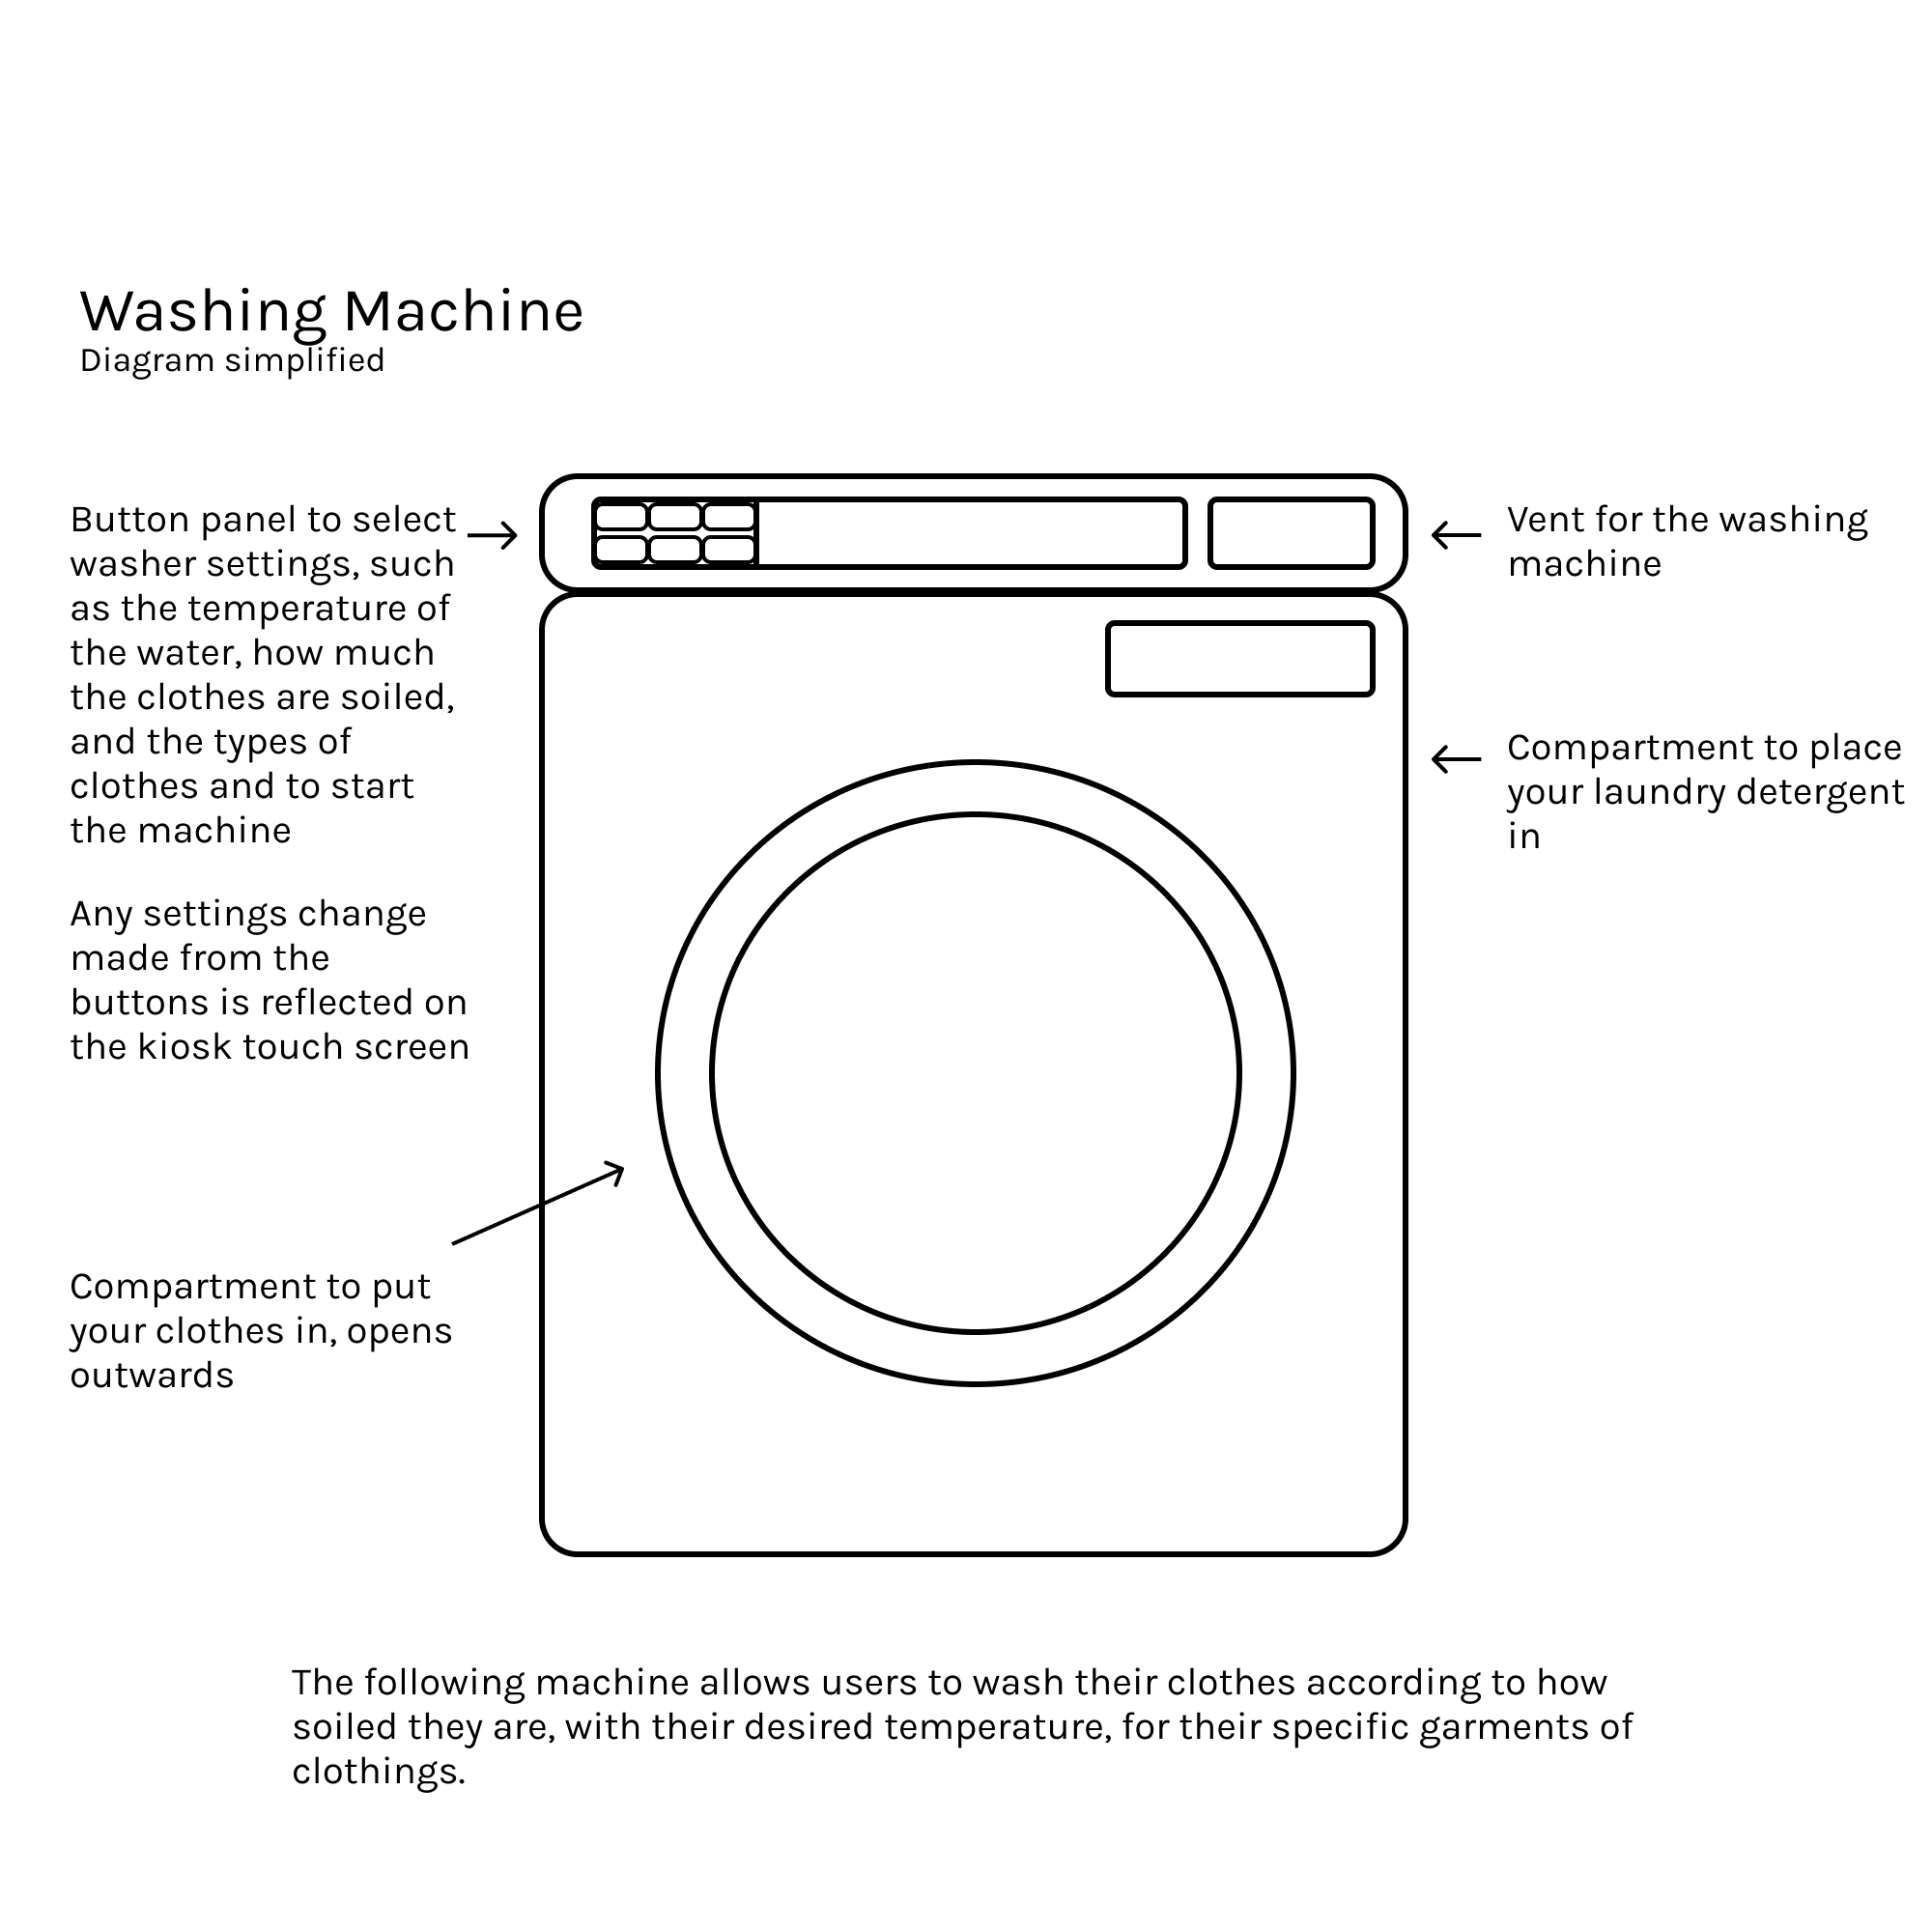 Washing Machine
Diagram simplified
Button panel to select
washer settings, such
as the temperature of
the water, how much
the clothes are soiled,
and the types of
clothes and to start
the machine
Any settings change
made from the
buttons is reflected on
the kiosk touch screen
Compartment to put
your clothes in, opens
outwards
Vent for the washing
machine
Compartment to place
your laundry detergent
in
The following machine allows users to wash their clothes according to how
soiled they are, with their desired temperature, for their specific garments of
clothings.